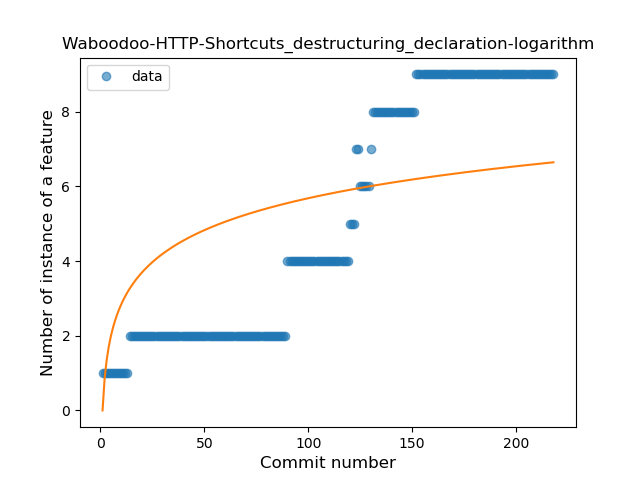 Waboodoo-HTTP-Shortcuts_destructuring_declaration-logarithm
data
Number of instance of a feature
8
6
4
2
0
0 50 100 150 200
Commit number